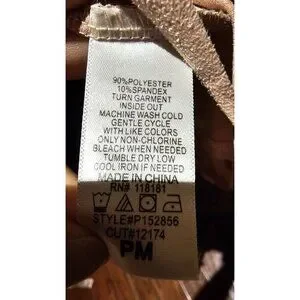 90%POLYESTER
10%SPANDEX
TURN GARMENT
INSIDE OUT
MACHINE WASH COLD
GENTLE CYCLE
WITH LIKE COLORS
ONLY NON-CHLORINE
BLEACH WHEN NEEDED
TUMBLE DRY LOW
COOL IRON IF NEEDED
MADE IN CHINA
RN# 118181
STYLE#P152856
CUT#12174
PM